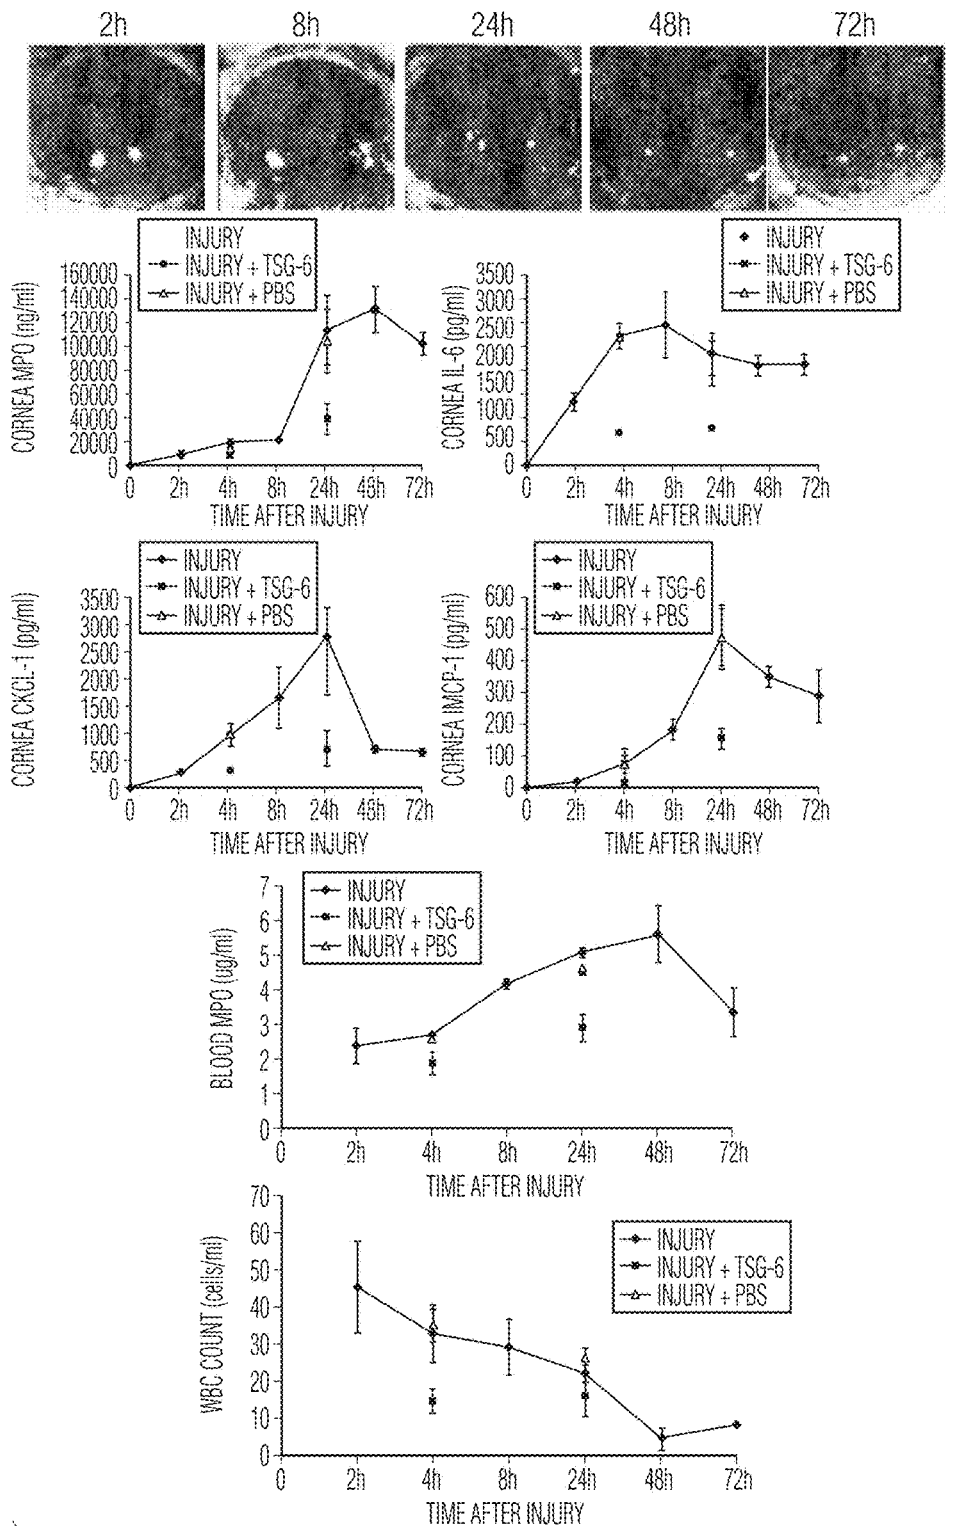 2h 8h 24h 48h 72h
INJURY
INJURY + TSG-6
INJURY + PBS
CORNEA MPO (ng/ml)
160000
140000
120000
100000
80000
60000
40000
20000
0
0 2h 4h 8h 24h 48h 72h
TIME AFTER INJURY
INJURY
INJURY + TSG-6
INJURY + PBS
CORNEA IL-6 (pg/ml)
3500
3000
2500
2000
1500
1000
500
0
0 2h 4h 8h 24h 48h 72h
TIME AFTER INJURY
INJURY
INJURY + TSG-6
INJURY + PBS
CORNEA CKCL-1 (pg/ml)
3500
3000
2500
2000
1500
1000
500
0
0 2h 4h 8h 24h 48h 72h
TIME AFTER INJURY
INJURY
INJURY + TSG-6
INJURY + PBS
CORNEA IMCP-1 (pg/ml)
600
500
400
300
200
100
0
0 2h 4h 8h 24h 48h 72h
TIME AFTER INJURY
INJURY
INJURY + TSG-6
INJURY + PBS
BLOOD MPO (ug/ml)
7
6
5
4
3
2
1
0
0 2h 4h 8h 24h 48h 72h
TIME AFTER INJURY
INJURY
INJURY + TSG-6
INJURY + PBS
WBC COUNT (cells/ml)
70
60
50
40
30
20
10
0
0 2h 4h 8h 24h 48h 72h
TIME AFTER INJURY